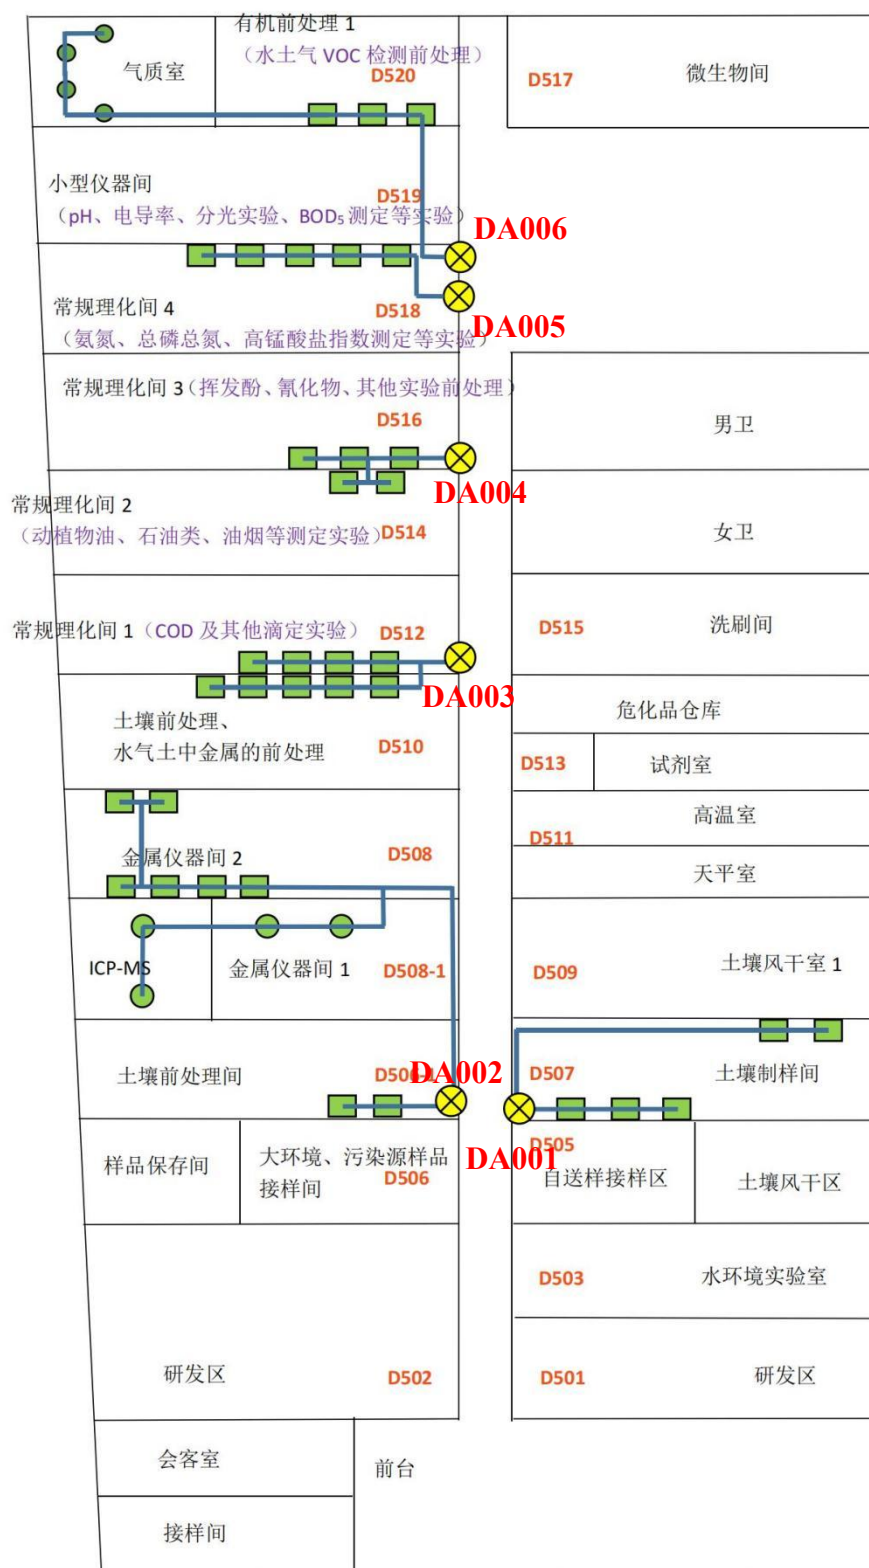 有机前处理 1
（水土气 VOC 检测前处理）
气质室
D520
D517
微生物间
小型仪器间
D519
（pH、电导率、分光实验、BOD₅ 测定等实验）
DA006
常规理化间 4
D518
DA005
（氨氮、总磷总氮、高锰酸盐指数测定等实验）
常规理化间 3（挥发酚、氰化物、其他实验前处理）
D516
男卫
DA004
常规理化间 2
（动植物油、石油类、油烟等测定实验）
D514
女卫
常规理化间 1（COD 及其他滴定实验）
D512
D515
洗刷间
DA003
土壤前处理、
水气土中金属的前处理
D510
危化品仓库
D513
试剂室
高温室
D511
金属仪器间 2
D508
天平室
ICP-MS
金属仪器间 1
D508-1
D509
土壤风干室 1
土壤前处理间
D506-1
DA002
D507
土壤制样间
DA001
D505
样品保存间
大环境、污染源样品
接样间
D506
自送样接样区
土壤风干区
D503
水环境实验室
研发区
D502
D501
研发区
会客室
前台
接样间